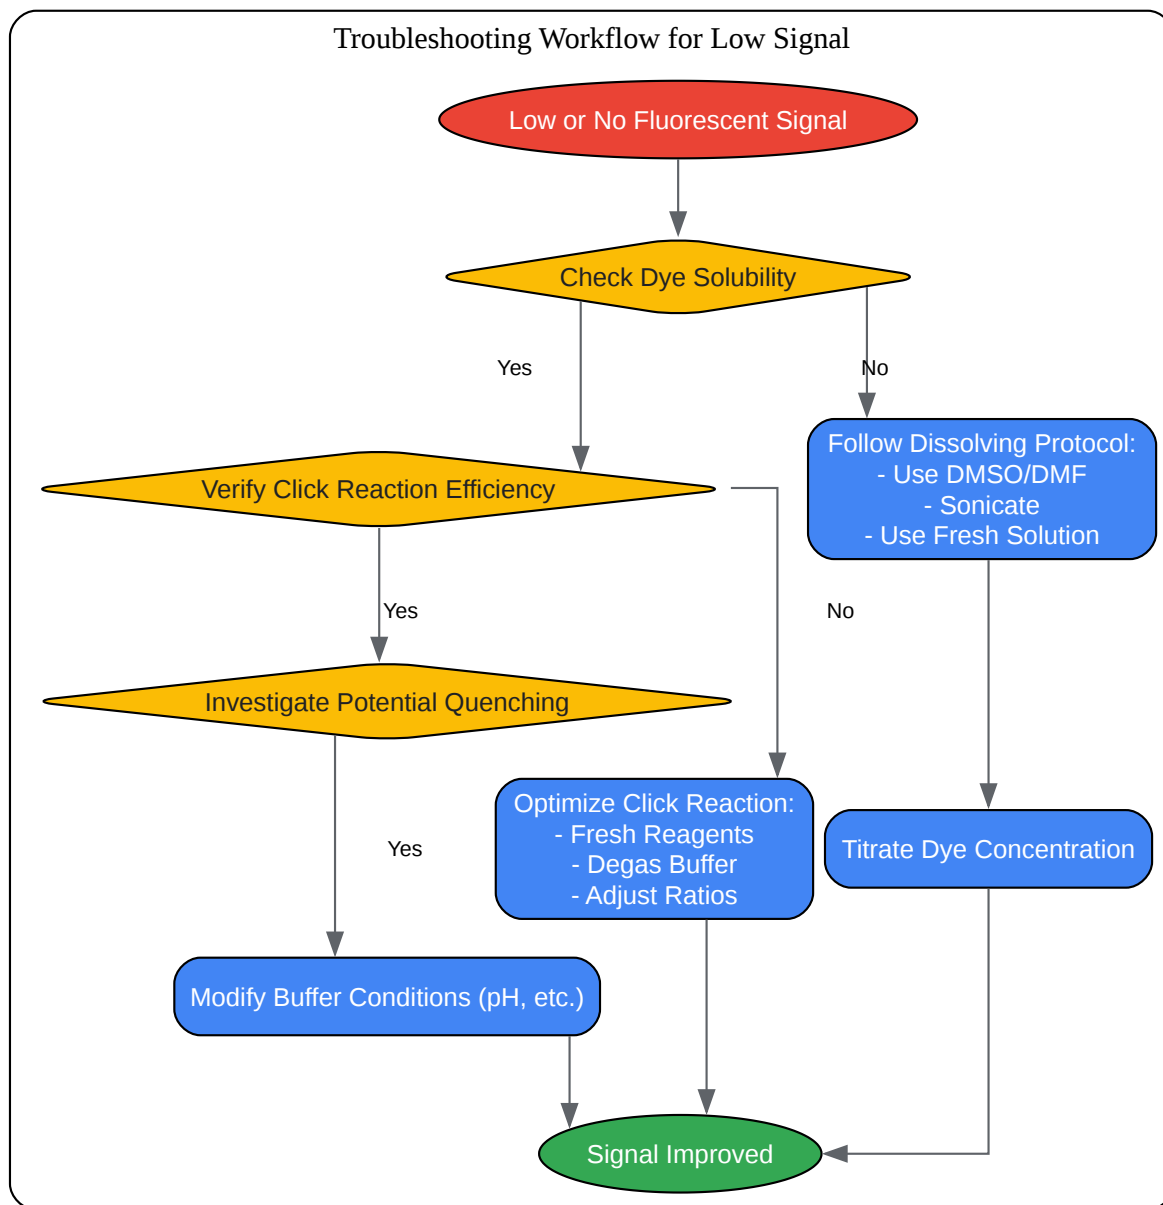 Troubleshooting Workflow for Low Signal
Low or No Fluorescent Signal
Check Dye Solubility
Yes
No
Follow Dissolving Protocol:
- Use DMSO/DMF
- Sonicate
- Use Fresh Solution
Verify Click Reaction Efficiency
Yes
No
Investigate Potential Quenching
Optimize Click Reaction:
- Fresh Reagents
- Degas Buffer
- Adjust Ratios
Titrate Dye Concentration
Yes
Modify Buffer Conditions (pH, etc.)
Signal Improved